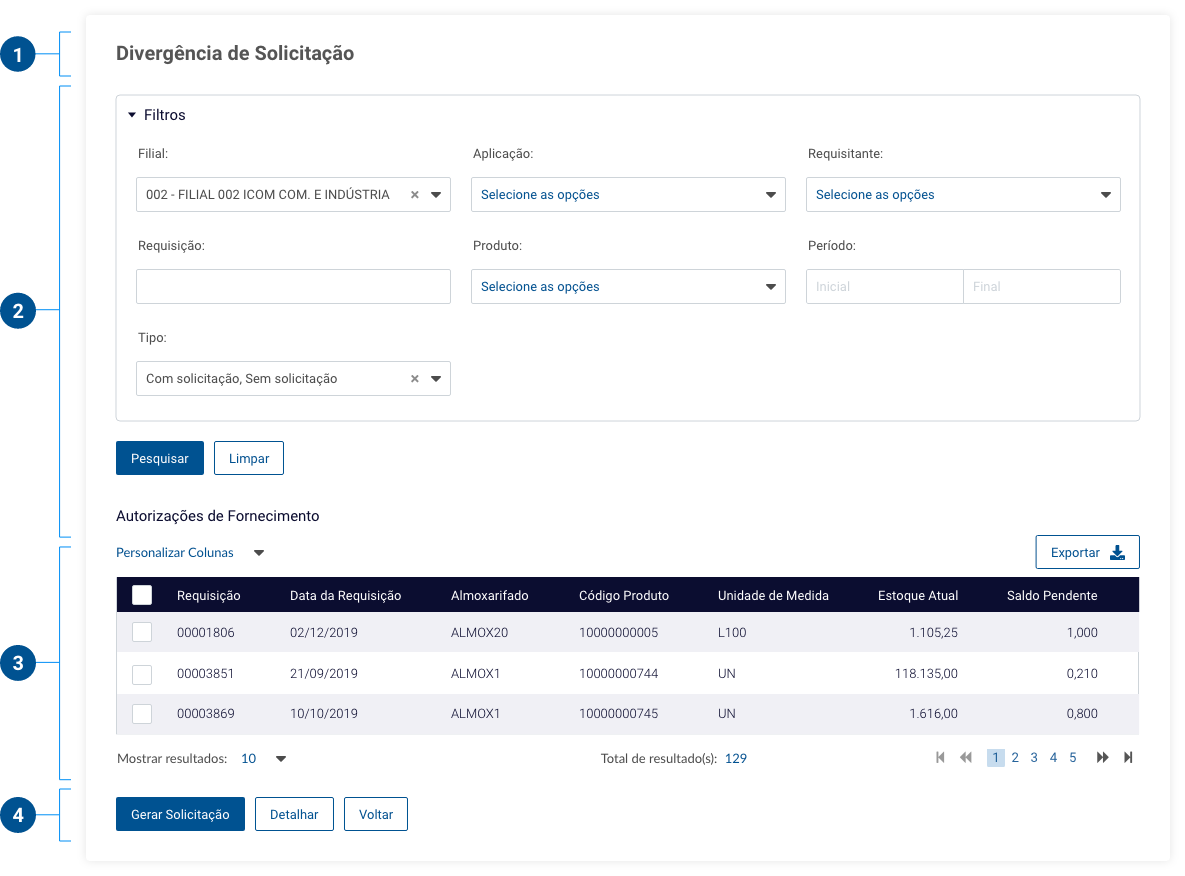 1
Divergência de Solicitação
2
Filtros
Filial: Aplicação: Requisitante:
002 - FILIAL 002 ICOM COM. E INDÚSTRIA × Selecione as opções Selecione as opções
Requisição: Produto: Período:
Selecione as opções Inicial Final
Tipo:
Com solicitação, Sem solicitação ×
Pesquisar Limpar
Autorizações de Fornecimento
3
Personalizar Colunas Exportar
Requisição Data da Requisição Almoxarifado Código Produto Unidade de Medida Estoque Atual Saldo Pendente
00001806 02/12/2019 ALMOX20 10000000005 L100 1.105,25 1,000
00003851 21/09/2019 ALMOX1 10000000744 UN 118.135,00 0,210
00003869 10/10/2019 ALMOX1 10000000745 UN 1.616,00 0,800
Mostrar resultados: 10 Total de resultado(s): 129 1 2 3 4 5
4
Gerar Solicitação Detalhar Voltar